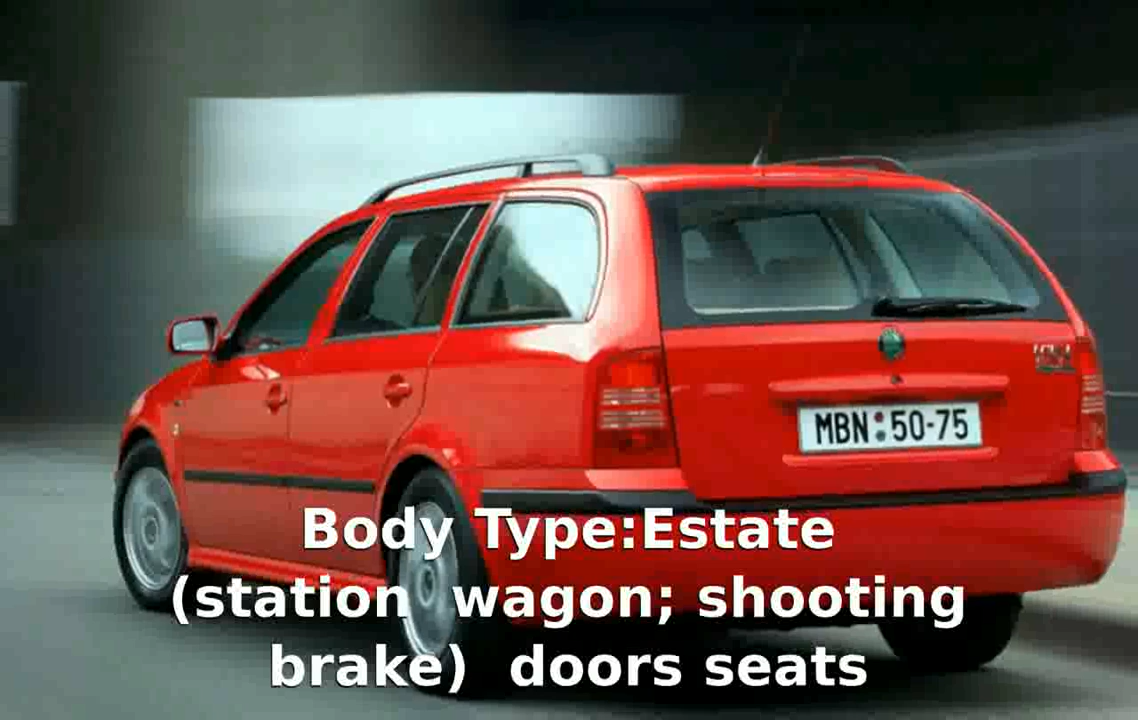 MBN 50-75
Body Type:Estate
(station wagon; shooting
brake) doors seats